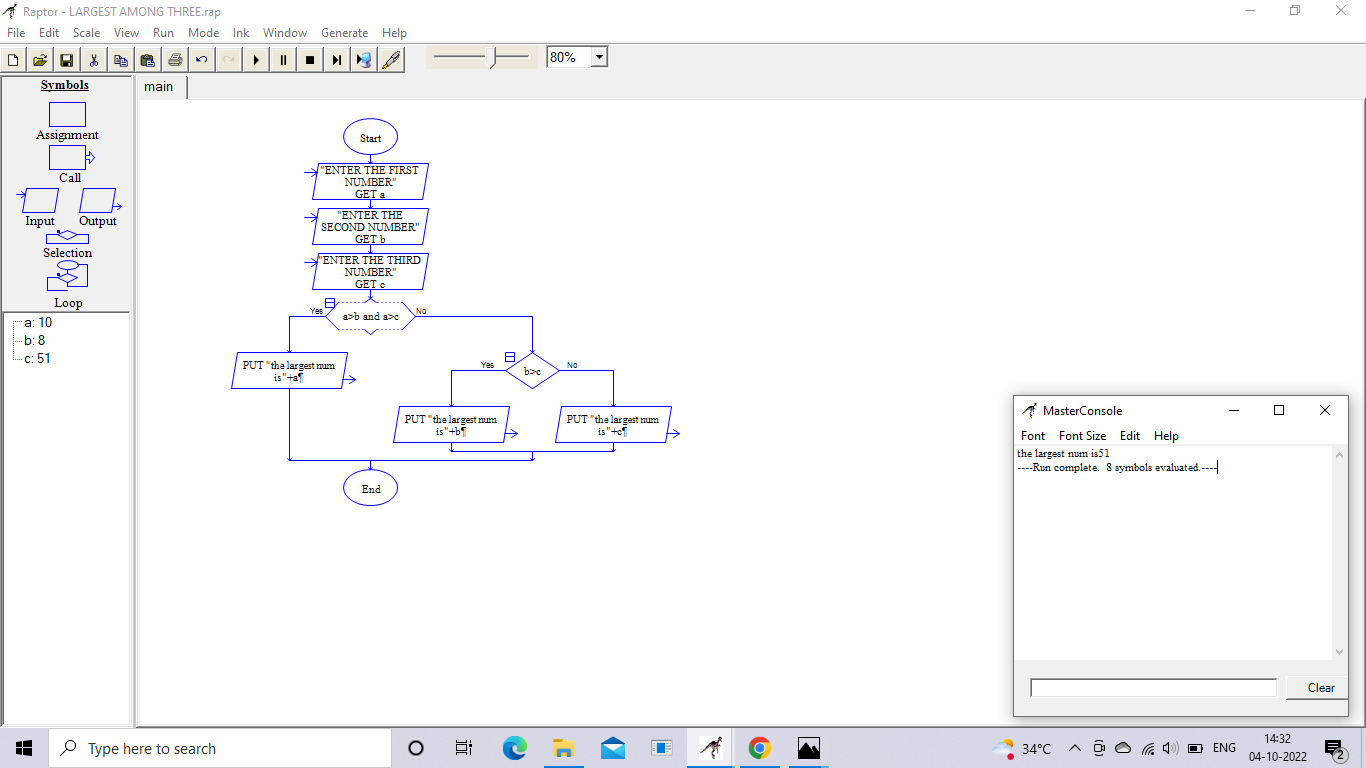 Raptor - LARGEST AMONG THREE.rap
File Edit Scale View Run Mode Ink Window Generate Help
80%
Symbols
Assignment
Call
Input Output
Selection
Loop
a: 10
b: 8
c: 51
main
Start
"ENTER THE FIRST
NUMBER"
GET a
"ENTER THE
SECOND NUMBER"
GET b
"ENTER THE THIRD
NUMBER"
GET c
Yes a>b and a>c No
PUT "the largest num
is"+a¶
Yes b>c No
PUT "the largest num
is"+b¶
PUT "the largest num
is"+c¶
End
MasterConsole
Font Font Size Edit Help
the largest num is51
----Run complete. 8 symbols evaluated.----
Clear
Type here to search
34°C
ENG
14:32
04-10-2022
2